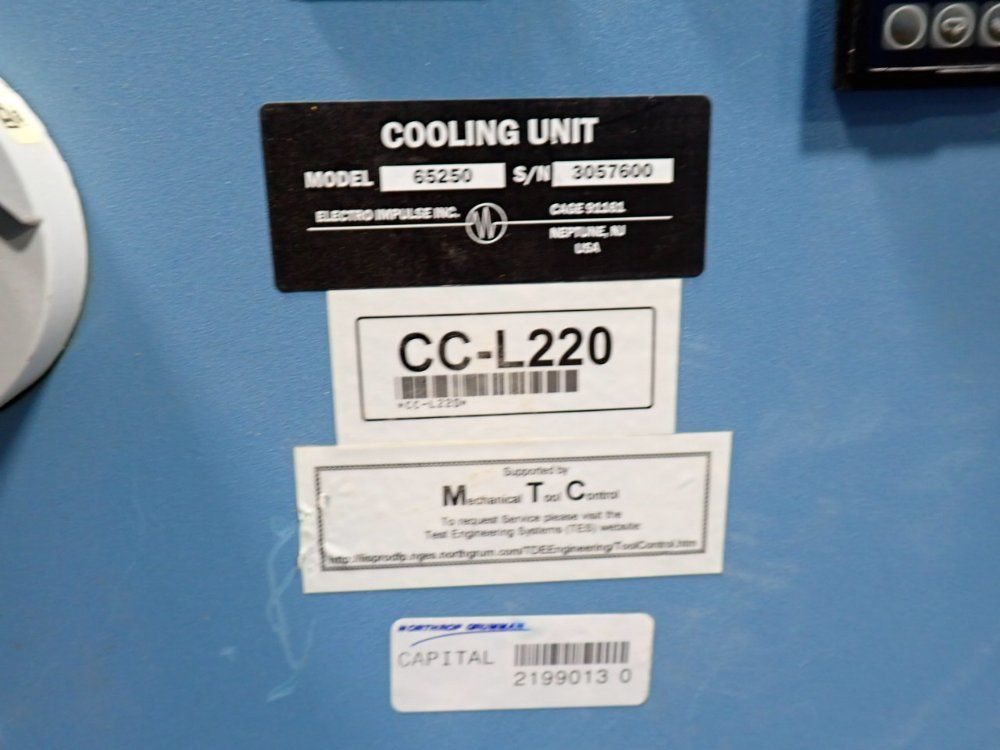 COOLING UNIT
MODEL 65250 S/N 3057600
ELECTRO IMPULSE INC. CAGE 91161
NEPTUNE, NJ
USA
CC-L220
*CC-L220*
Supported by
Mechanical Tool Control
To request Service please visit the
Test Engineering Systems (TES) website
NORTHROP GRUMMAN
CAPITAL
2199013 0